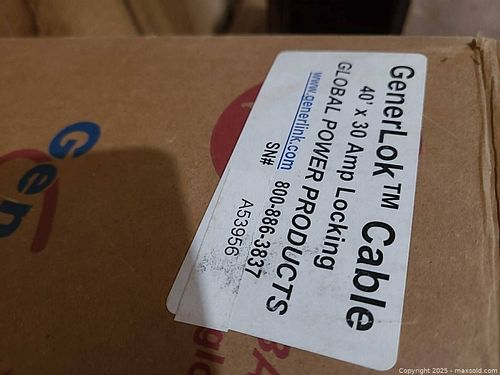 GenerLok™ Cable
40' x 30 Amp Locking
GLOBAL POWER PRODUCTS
www.generlink.com 800-886-3837
SN# A53956
Gen
Copyright © 2025 - maxsold.com